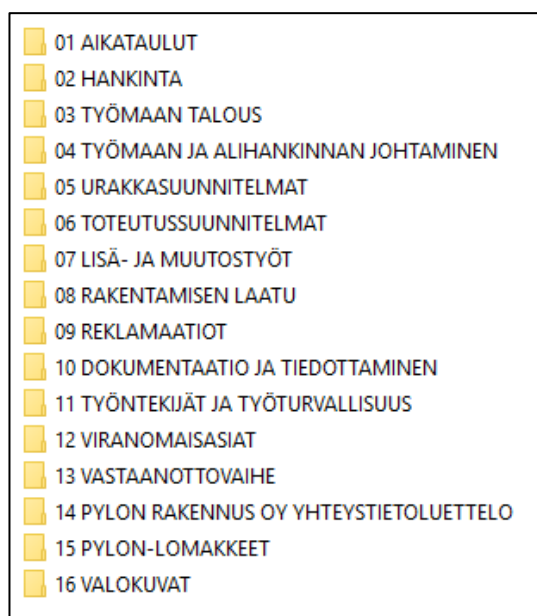 01 AIKATAULUT
02 HANKINTA
03 TYÖMAAN TALOUS
04 TYÖMAAN JA ALIHANKINNAN JOHTAMINEN
05 URAKKASUUNNITELMAT
06 TOTEUTUSSUUNNITELMAT
07 LISÄ- JA MUUTOSTYÖT
08 RAKENTAMISEN LAATU
09 REKLAMAATIOT
10 DOKUMENTAATIO JA TIEDOTTAMINEN
11 TYÖNTEKIJÄT JA TYÖTURVALLISUUS
12 VIRANOMAISASIAT
13 VASTAANOTTOVAIHE
14 PYLON RAKENNUS OY YHTEYSTIETOLUETTELO
15 PYLON-LOMAKKEET
16 VALOKUVAT